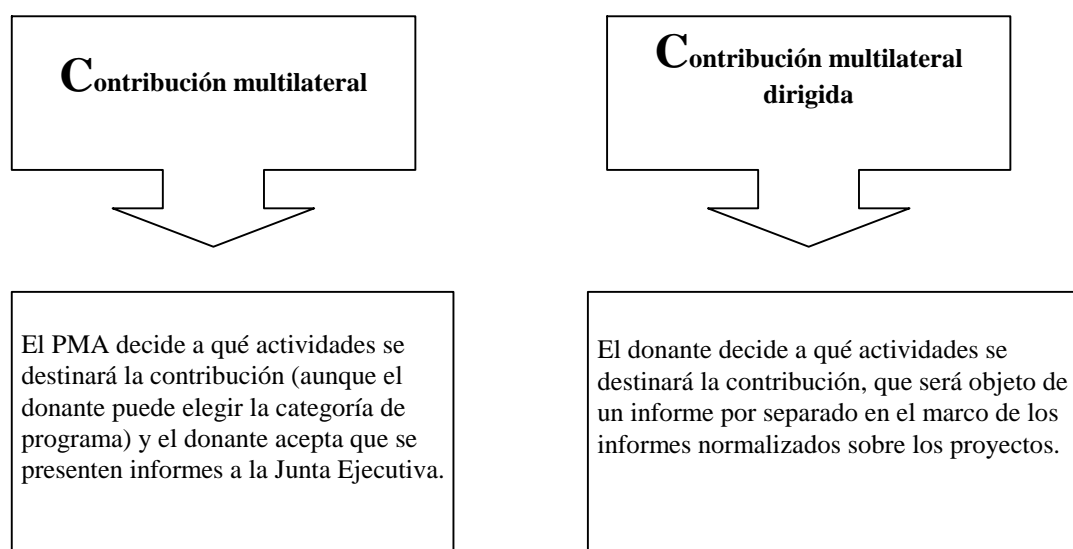 Contribución multilateral
El PMA decide a qué actividades se
destinará la contribución (aunque el
donante puede elegir la categoría de
programa) y el donante acepta que se
presenten informes a la Junta Ejecutiva.
Contribución multilateral
dirigida
El donante decide a qué actividades se
destinará la contribución, que será objeto de
un informe por separado en el marco de los
informes normalizados sobre los proyectos.